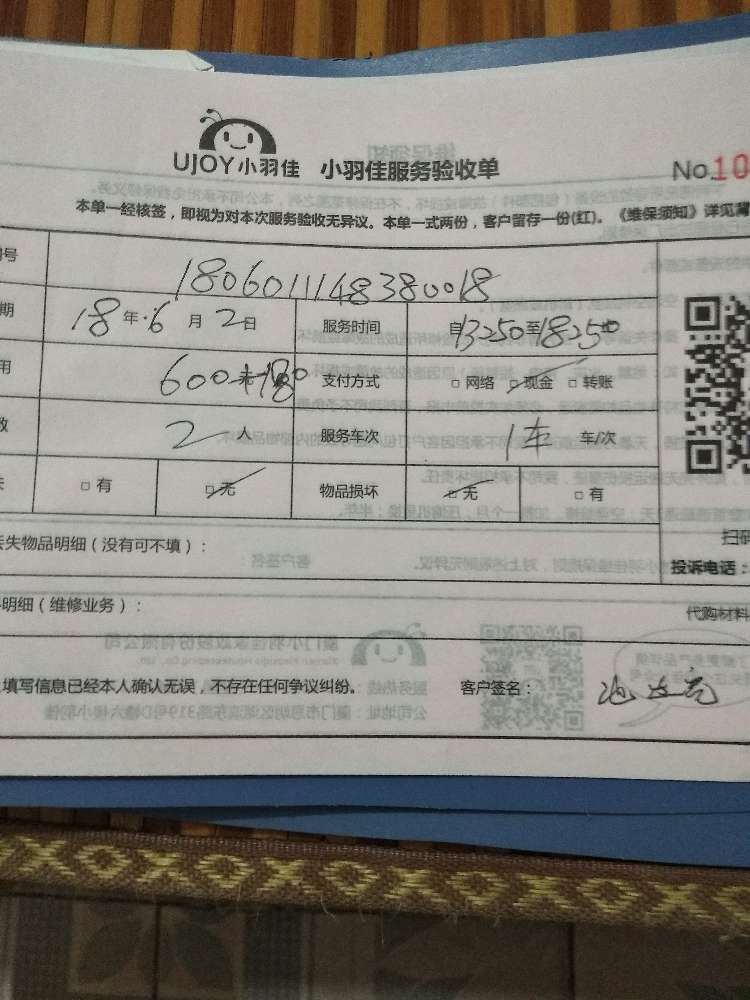 UJOY小羽佳 小羽佳服务验收单 No.10
本单一经核签，即视为对本次服务验收无异议。本单一式两份，客户留存一份(红)。《维保须知》详见背
号 1806011148380018
期 18年·6月2日 服务时间 自13:50至18:50
用 600+180 支付方式 □网络 □现金 □转账
数 2人 服务车次 1车 车/次
失 □有 □无 物品损坏 □无 □有
丢失物品明细（没有可不填）：
扫码
投诉电话：
明细（维修业务）： 代购材料
填写信息已经本人确认无误，不存在任何争议纠纷。 客户签名：